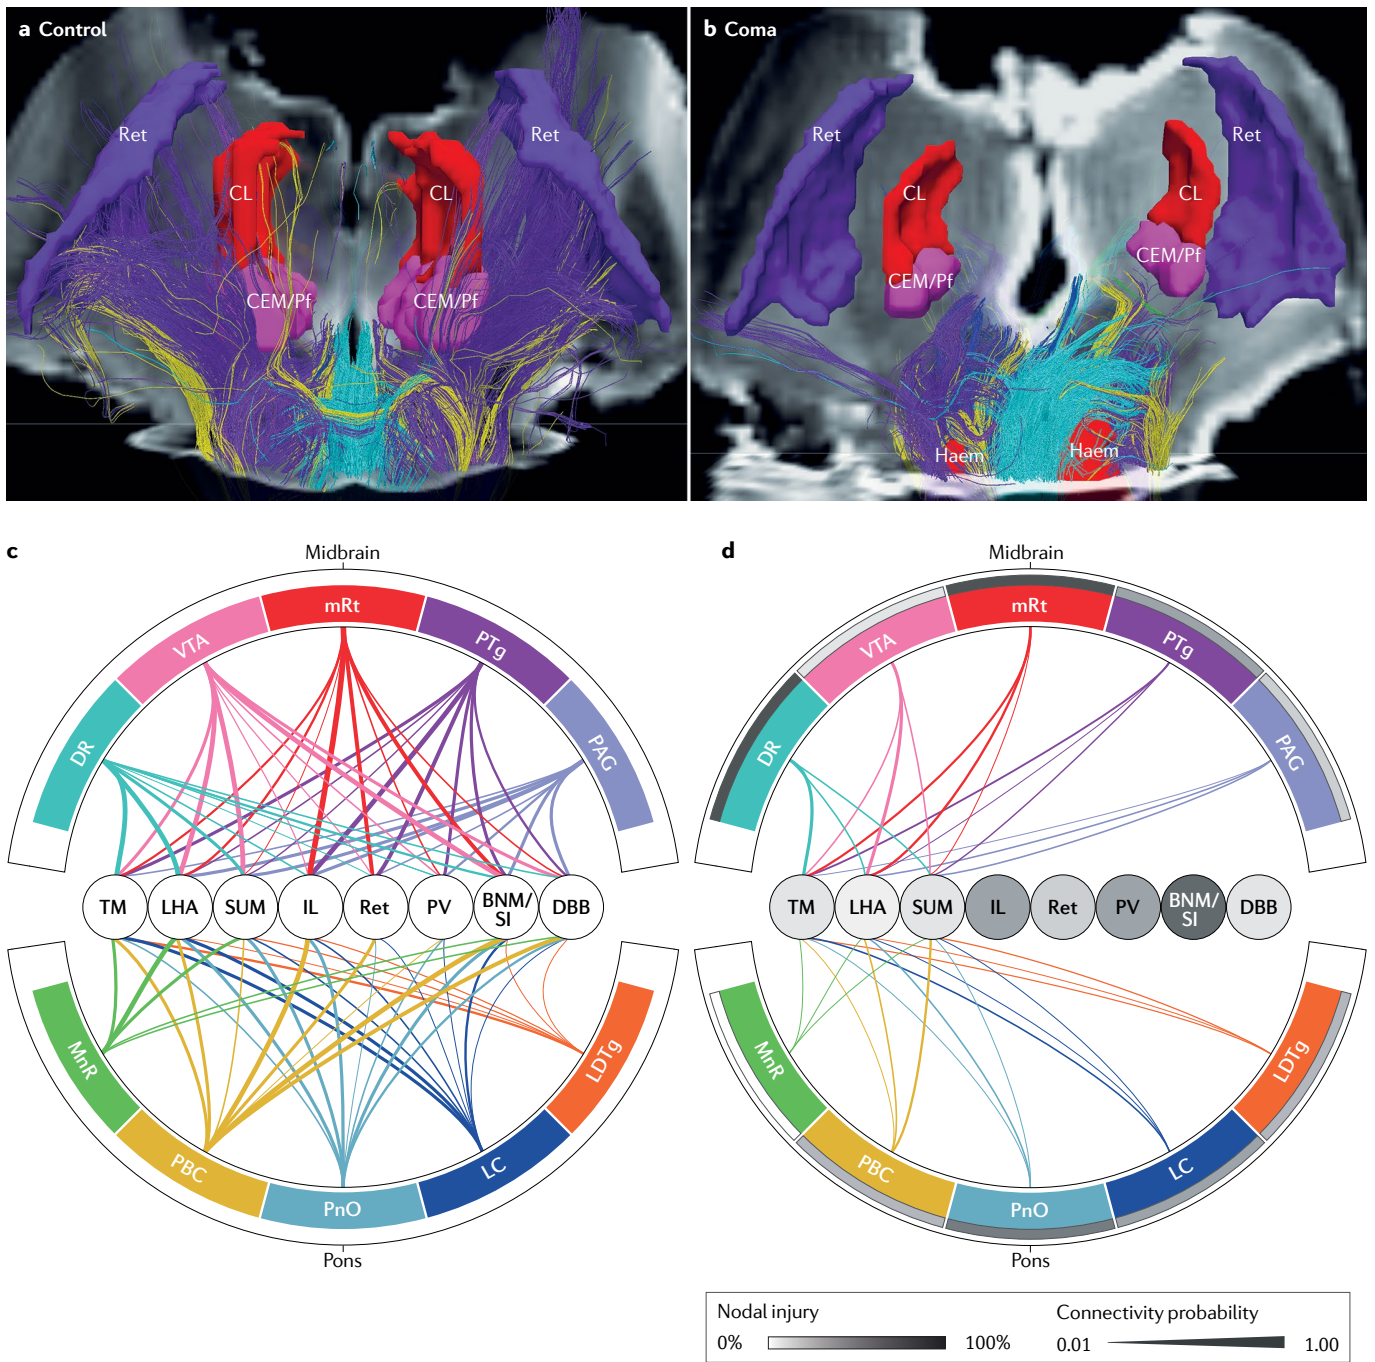 a Control
Ret
Ret
CL
CL
CEM/Pf
CEM/Pf
b Coma
Ret
Ret
CL
CL
CEM/Pf
CEM/Pf
Haem
Haem
c
Midbrain
DR
VTA
mRt
PTg
PAG
TM
LHA
SUM
IL
Ret
PV
BNM/
SI
DBB
MnR
PBC
PnO
LC
LDTg
Pons
d
Midbrain
DR
VTA
mRt
PTg
PAG
TM
LHA
SUM
IL
Ret
PV
BNM/
SI
DBB
MnR
PBC
PnO
LC
LDTg
Pons
Nodal injury
0% 100%
Connectivity probability
0.01 1.00